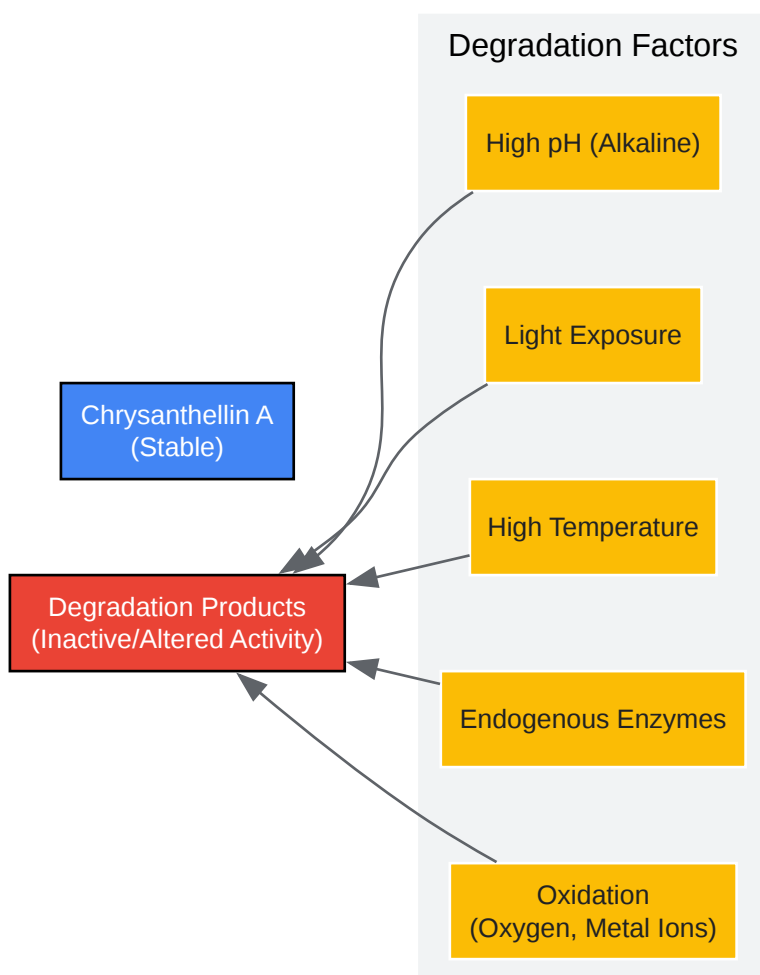 Degradation Factors
High pH (Alkaline)
Light Exposure
Chrysanthellin A
(Stable)
High Temperature
Degradation Products
(Inactive/Altered Activity)
Endogenous Enzymes
Oxidation
(Oxygen, Metal Ions)